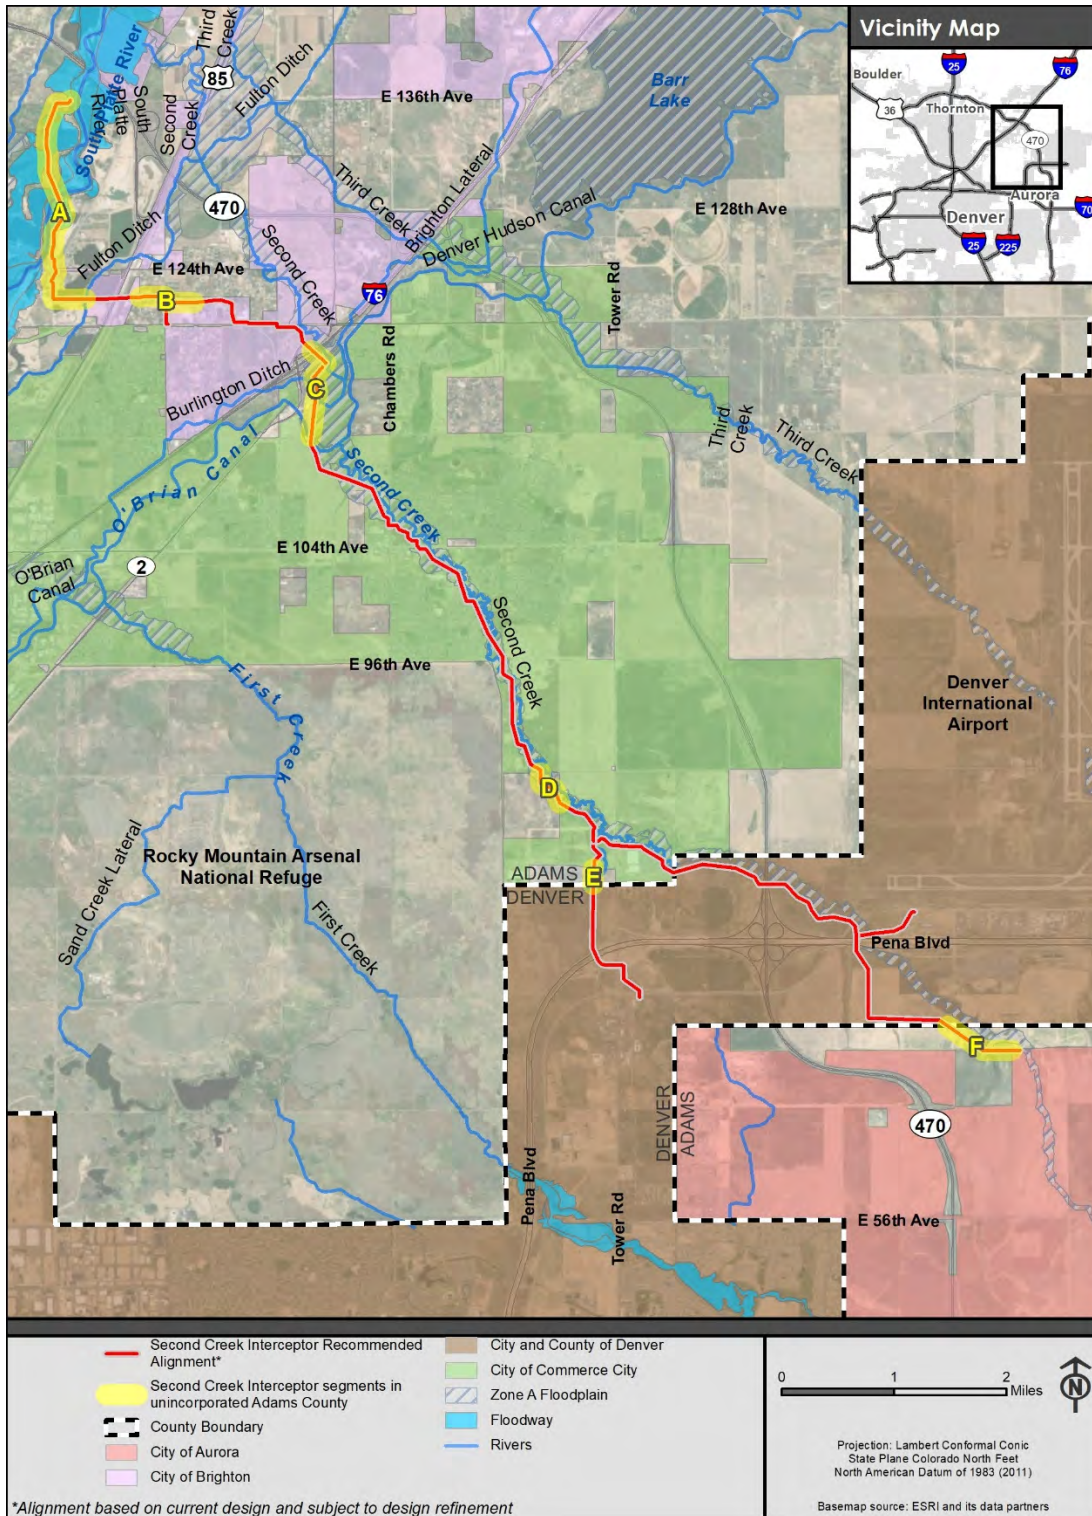 Vicinity Map
25
76
Boulder
36
Thornton
470
Aurora
Denver
70
25
225
South Platte River
South
Platte
River
Second
Creek
Third
Creek
85
Fulton Ditch
E 136th Ave
Barr
Lake
A
470
Third Creek
Brighton Lateral
Denver Hudson Canal
E 128th Ave
Fulton Ditch
E 124th Ave
Second Creek
76
Tower Rd
B
Chambers Rd
C
Burlington Ditch
O'Brian Canal
Second Creek
Third
Creek
Third Creek
E 104th Ave
O'Brian
Canal
2
Second Creek
E 96th Ave
First Creek
Denver
International
Airport
D
Sand Creek Lateral
Rocky Mountain Arsenal
National Refuge
First Creek
ADAMS
DENVER
E
Pena Blvd
F
DENVER
ADAMS
470
Pena Blvd
Tower Rd
E 56th Ave
Second Creek Interceptor Recommended
Alignment*
Second Creek Interceptor segments in
unincorporated Adams County
County Boundary
City of Aurora
City of Brighton
City and County of Denver
City of Commerce City
Zone A Floodplain
Floodway
Rivers
*Alignment based on current design and subject to design refinement
0 1 2
Miles
N
Projection: Lambert Conformal Conic
State Plane Colorado North Feet
North American Datum of 1983 (2011)
Basemap source: ESRI and its data partners